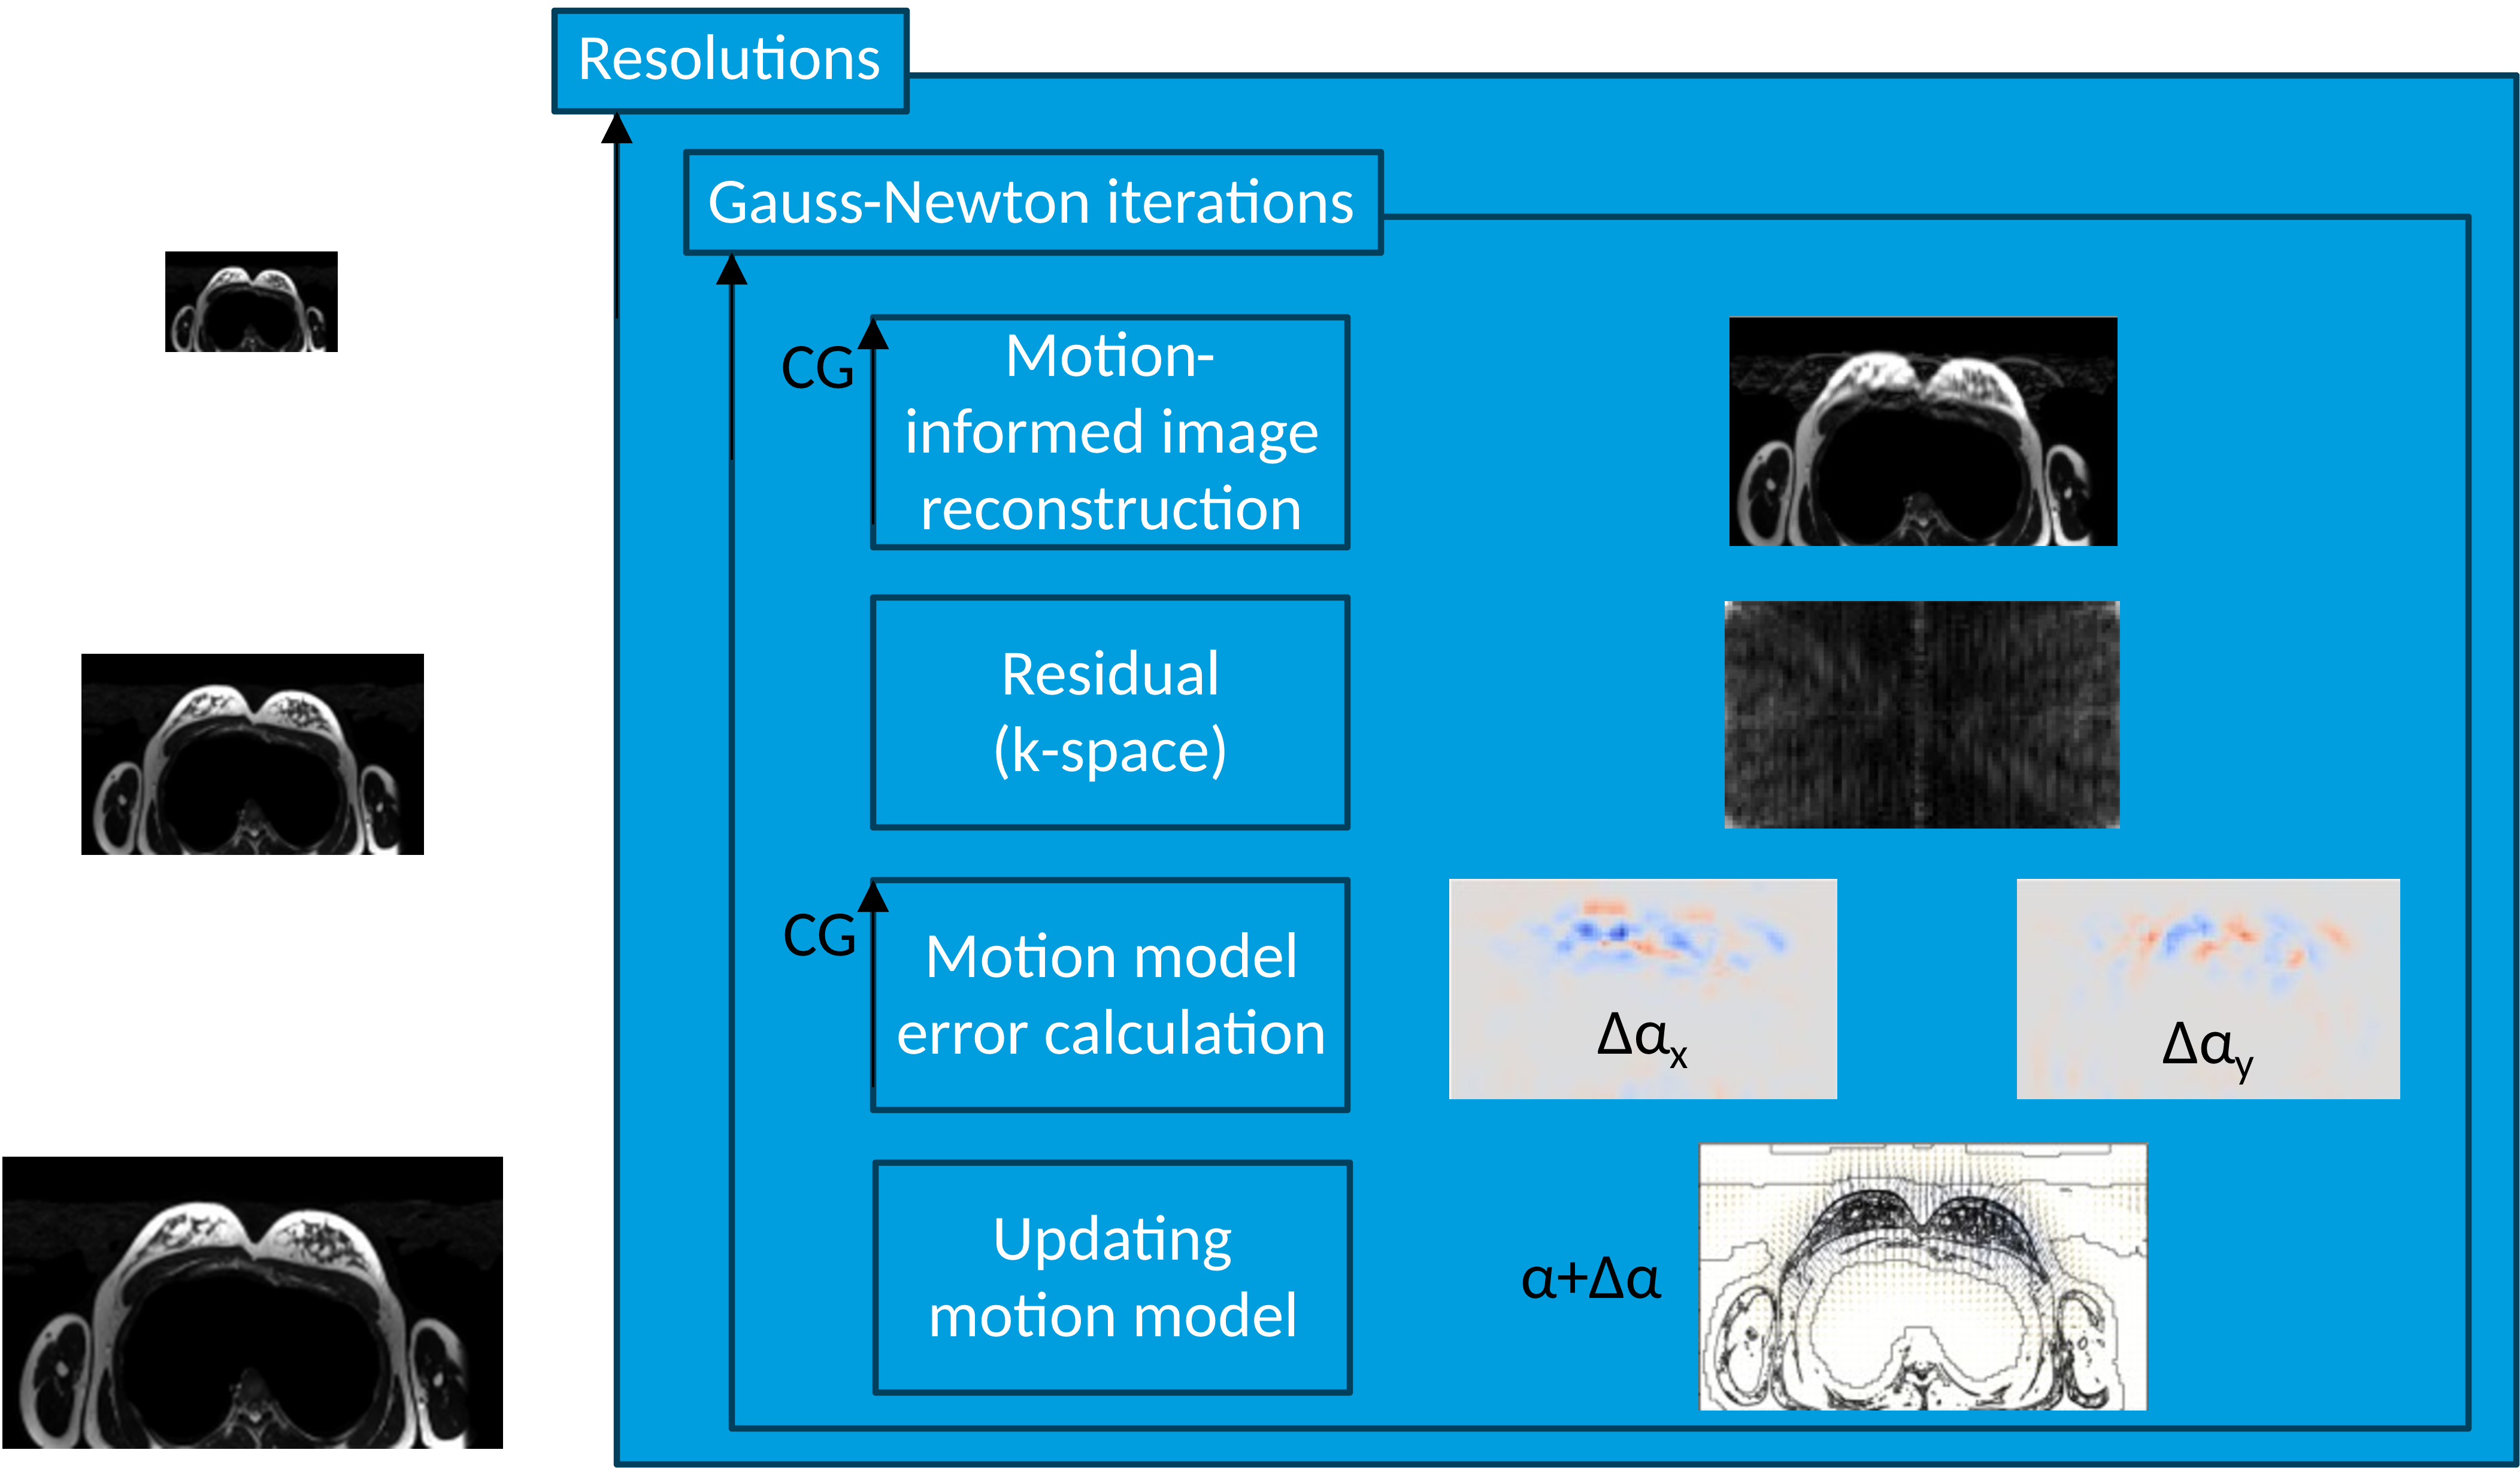 Resolutions
Gauss-Newton iterations
CG
Motion-
informed image
reconstruction
Residual
(k-space)
CG
Motion model
error calculation
Δαx
Δαy
Updating
motion model
α+Δα